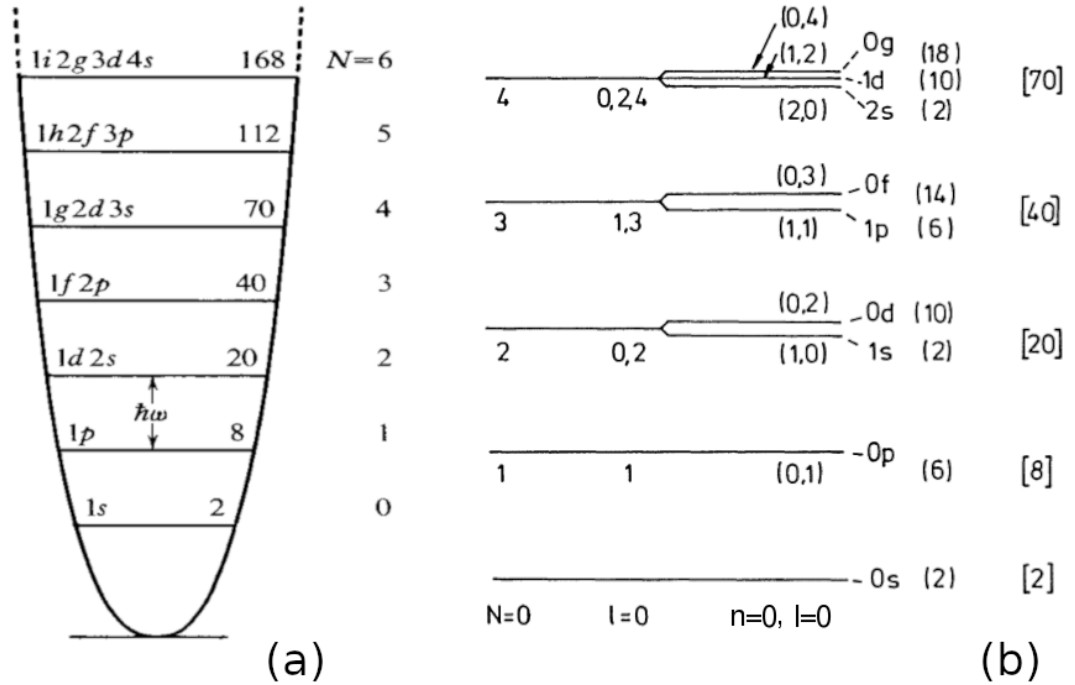 1i 2g 3d 4s 168 N=6
1h 2f 3p 112 5
1g 2d 3s 70 4
1f 2p 40 3
1d 2s 20 2
ħω
1p 8 1
1s 2 0
(a)
(0,4)
(1,2)
0g (18)
4 0,2,4 1d (10) [70]
(2,0) 2s (2)
(0,3) 0f (14)
3 1,3 (1,1) 1p (6) [40]
(0,2) 0d (10)
2 0,2 (1,0) 1s (2) [20]
0p
1 1 (0,1) (6) [8]
0s (2) [2]
N=0 l=0 n=0, l=0
(b)